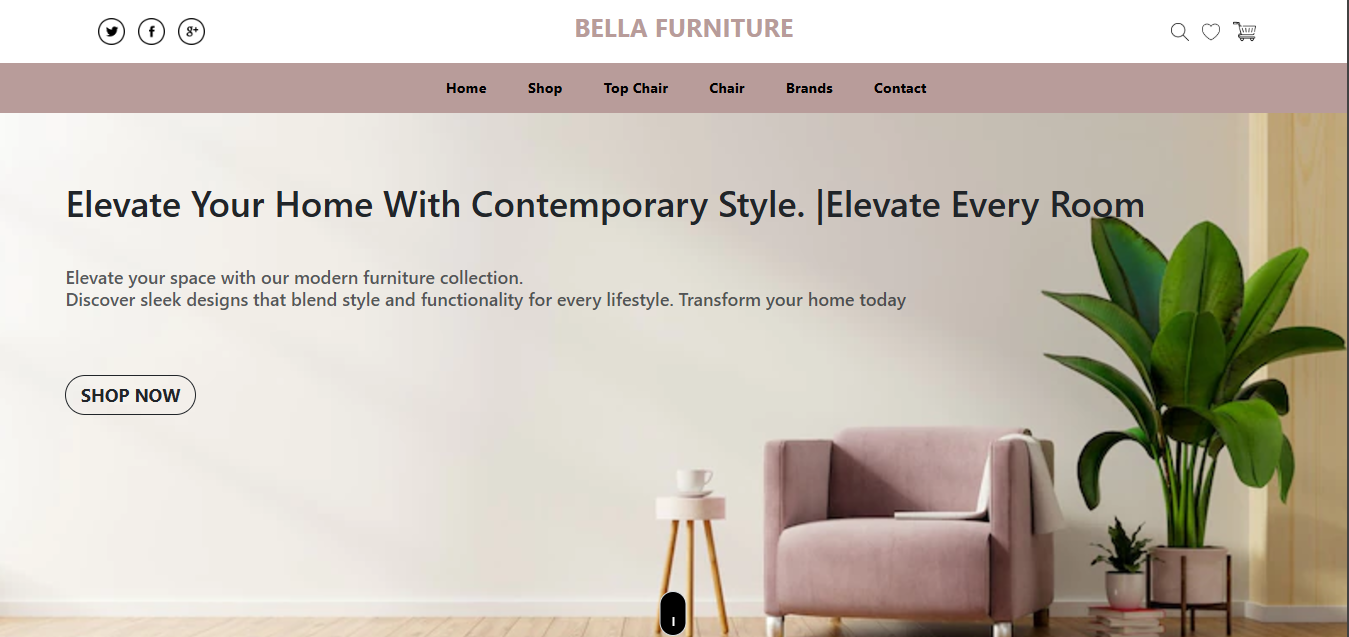 BELLA FURNITURE
Home Shop Top Chair Chair Brands Contact
Elevate Your Home With Contemporary Style. |Elevate Every Room
Elevate your space with our modern furniture collection.
Discover sleek designs that blend style and functionality for every lifestyle. Transform your home today
SHOP NOW